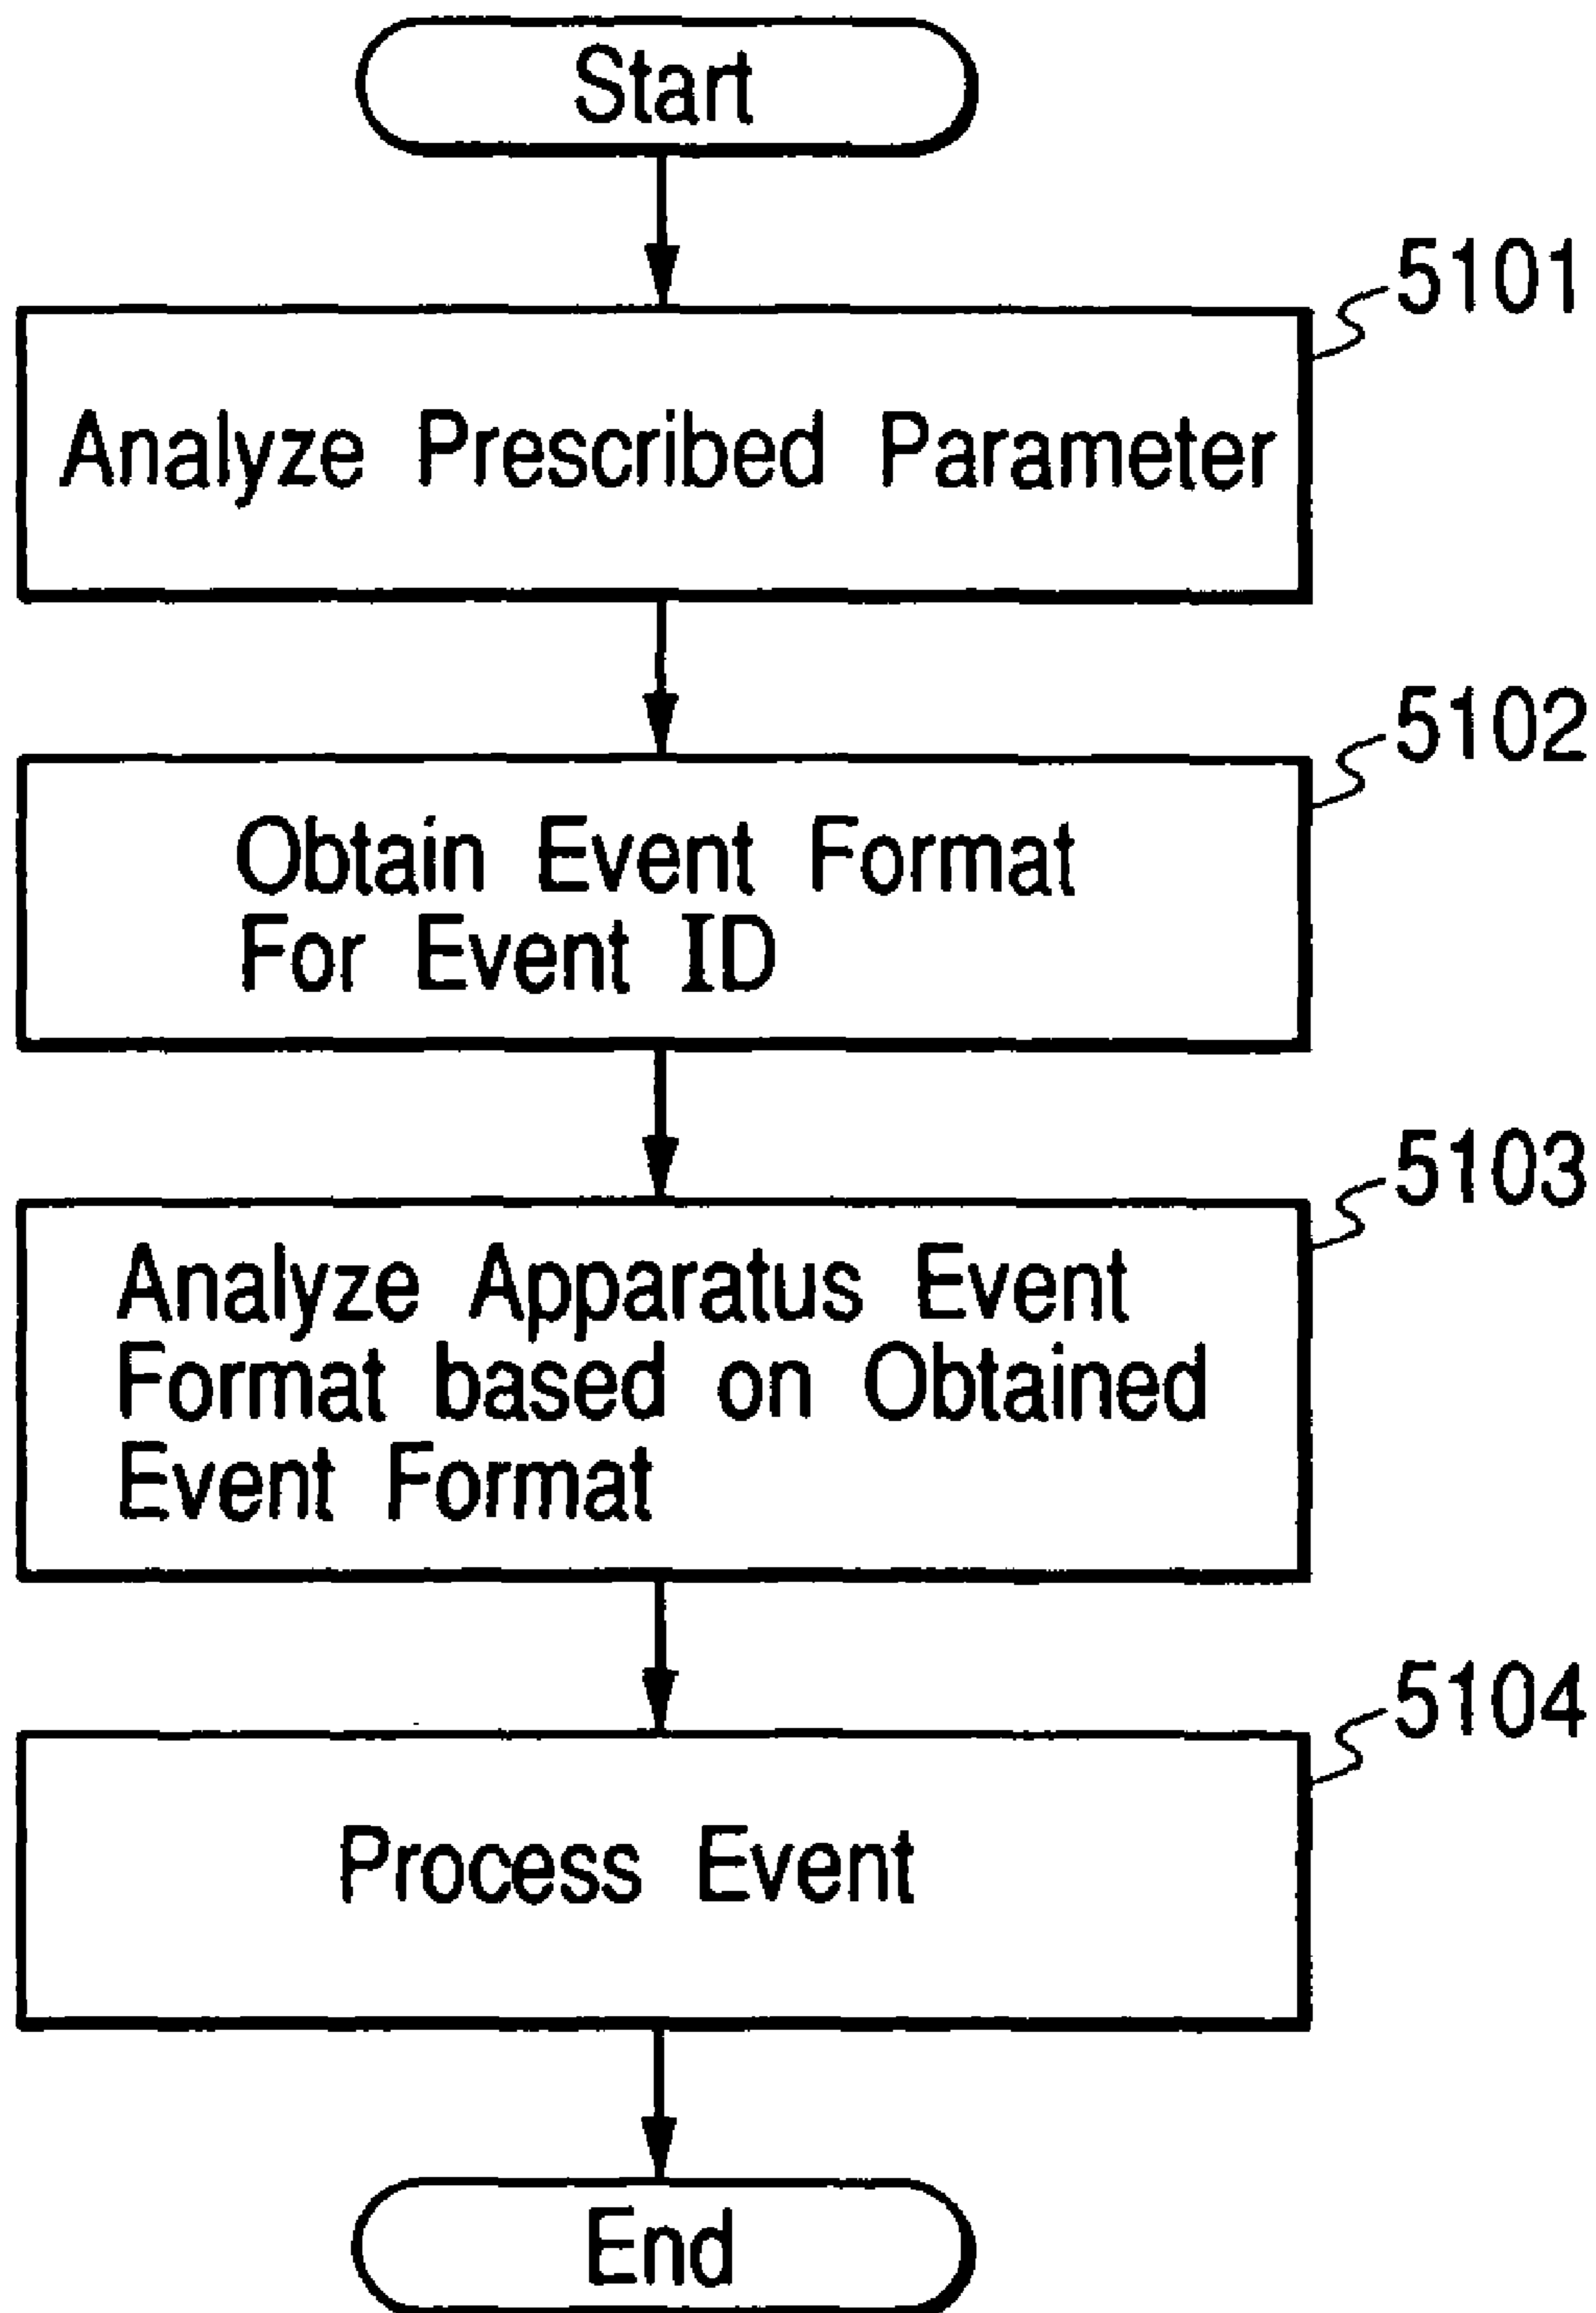 Start
5101
Analyze Prescribed Parameter
5102
Obtain Event Format
For Event ID
5103
Analyze Apparatus Event
Format based on Obtained
Event Format
5104
Process Event
End